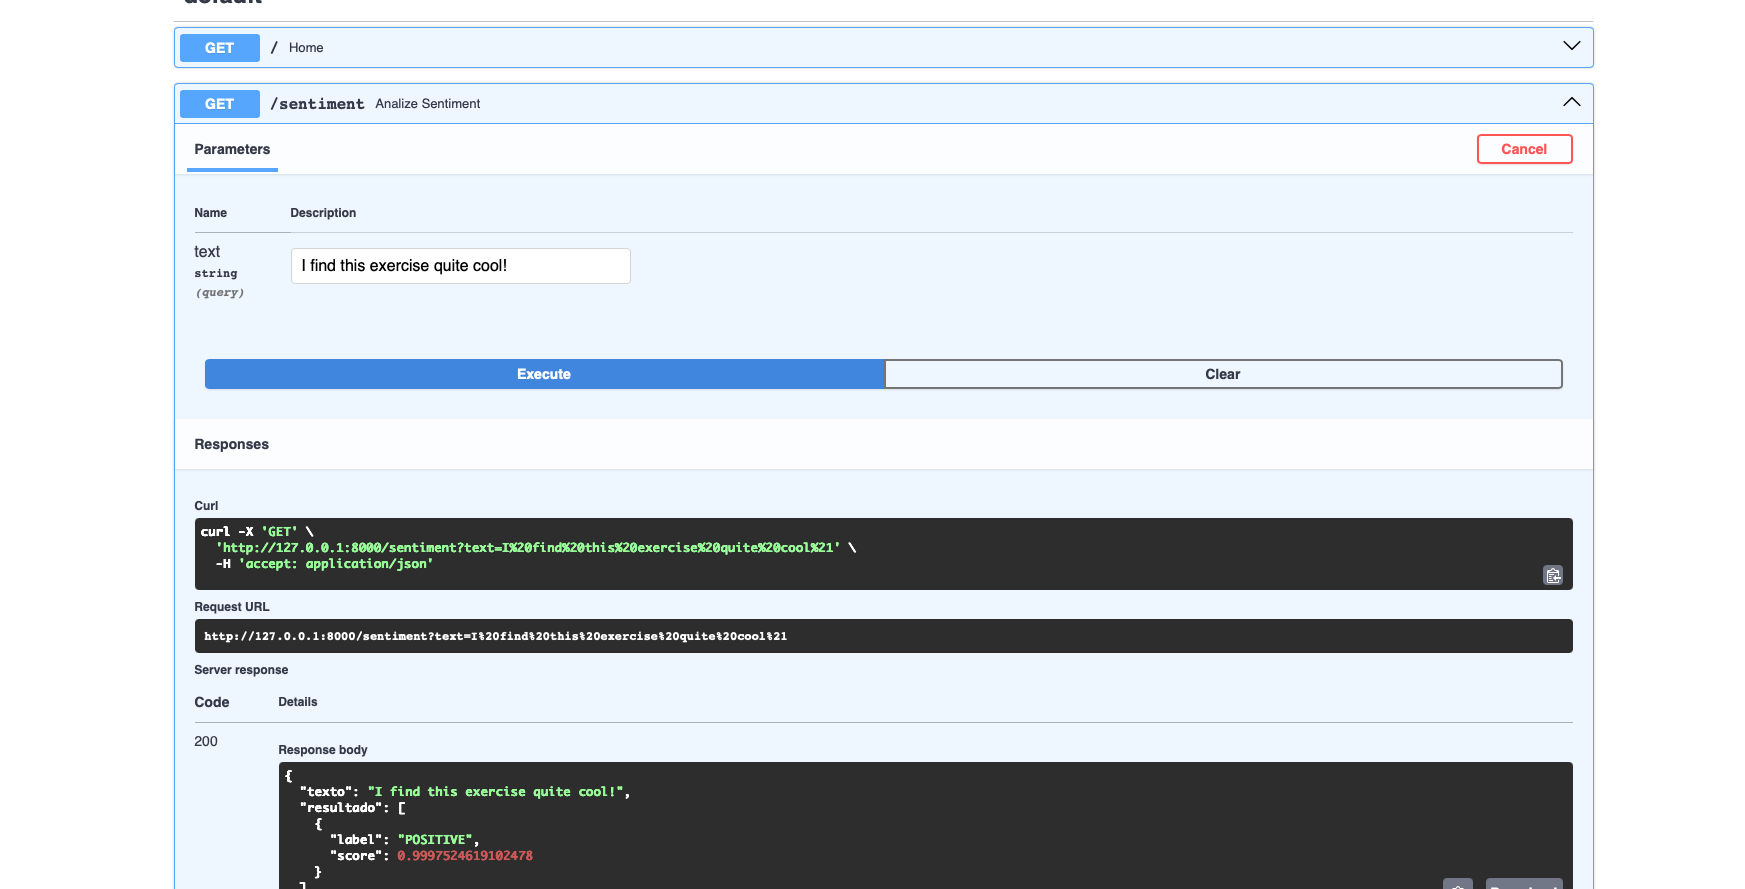 default
GET / Home
GET /sentiment Analize Sentiment
Parameters
Cancel
Name Description
text
string
(query)
I find this exercise quite cool!
Execute Clear
Responses
Curl
curl -X 'GET' \
'http://127.0.0.1:8000/sentiment?text=I%20find%20this%20exercise%20quite%20cool%21' \
-H 'accept: application/json'
Request URL
http://127.0.0.1:8000/sentiment?text=I%20find%20this%20exercise%20quite%20cool%21
Server response
Code Details
200
Response body
{
"texto": "I find this exercise quite cool!",
"resultado": [
{
"label": "POSITIVE",
"score": 0.9997524619102478
}
]
Download